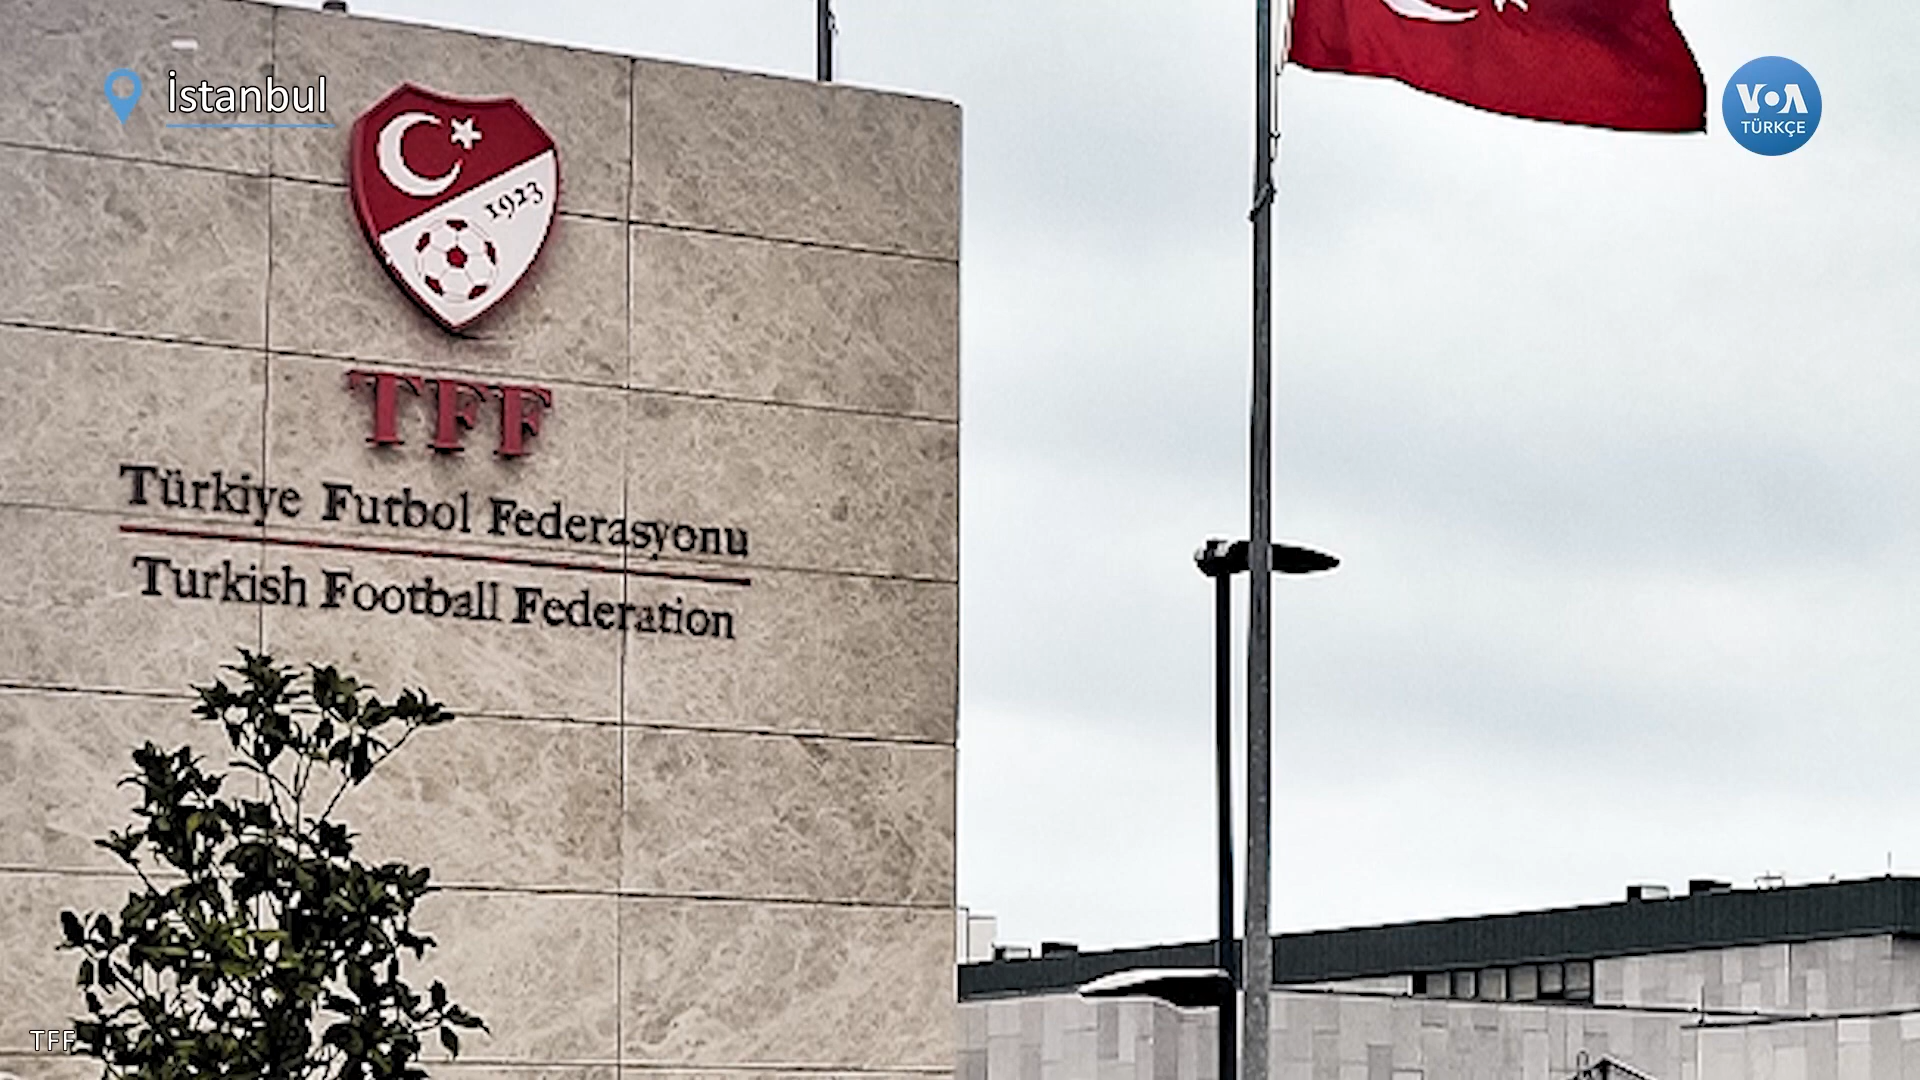 İstanbul
VOA
TÜRKÇE
1923
TFF
Türkiye Futbol Federasyonu
Turkish Football Federation
TFF